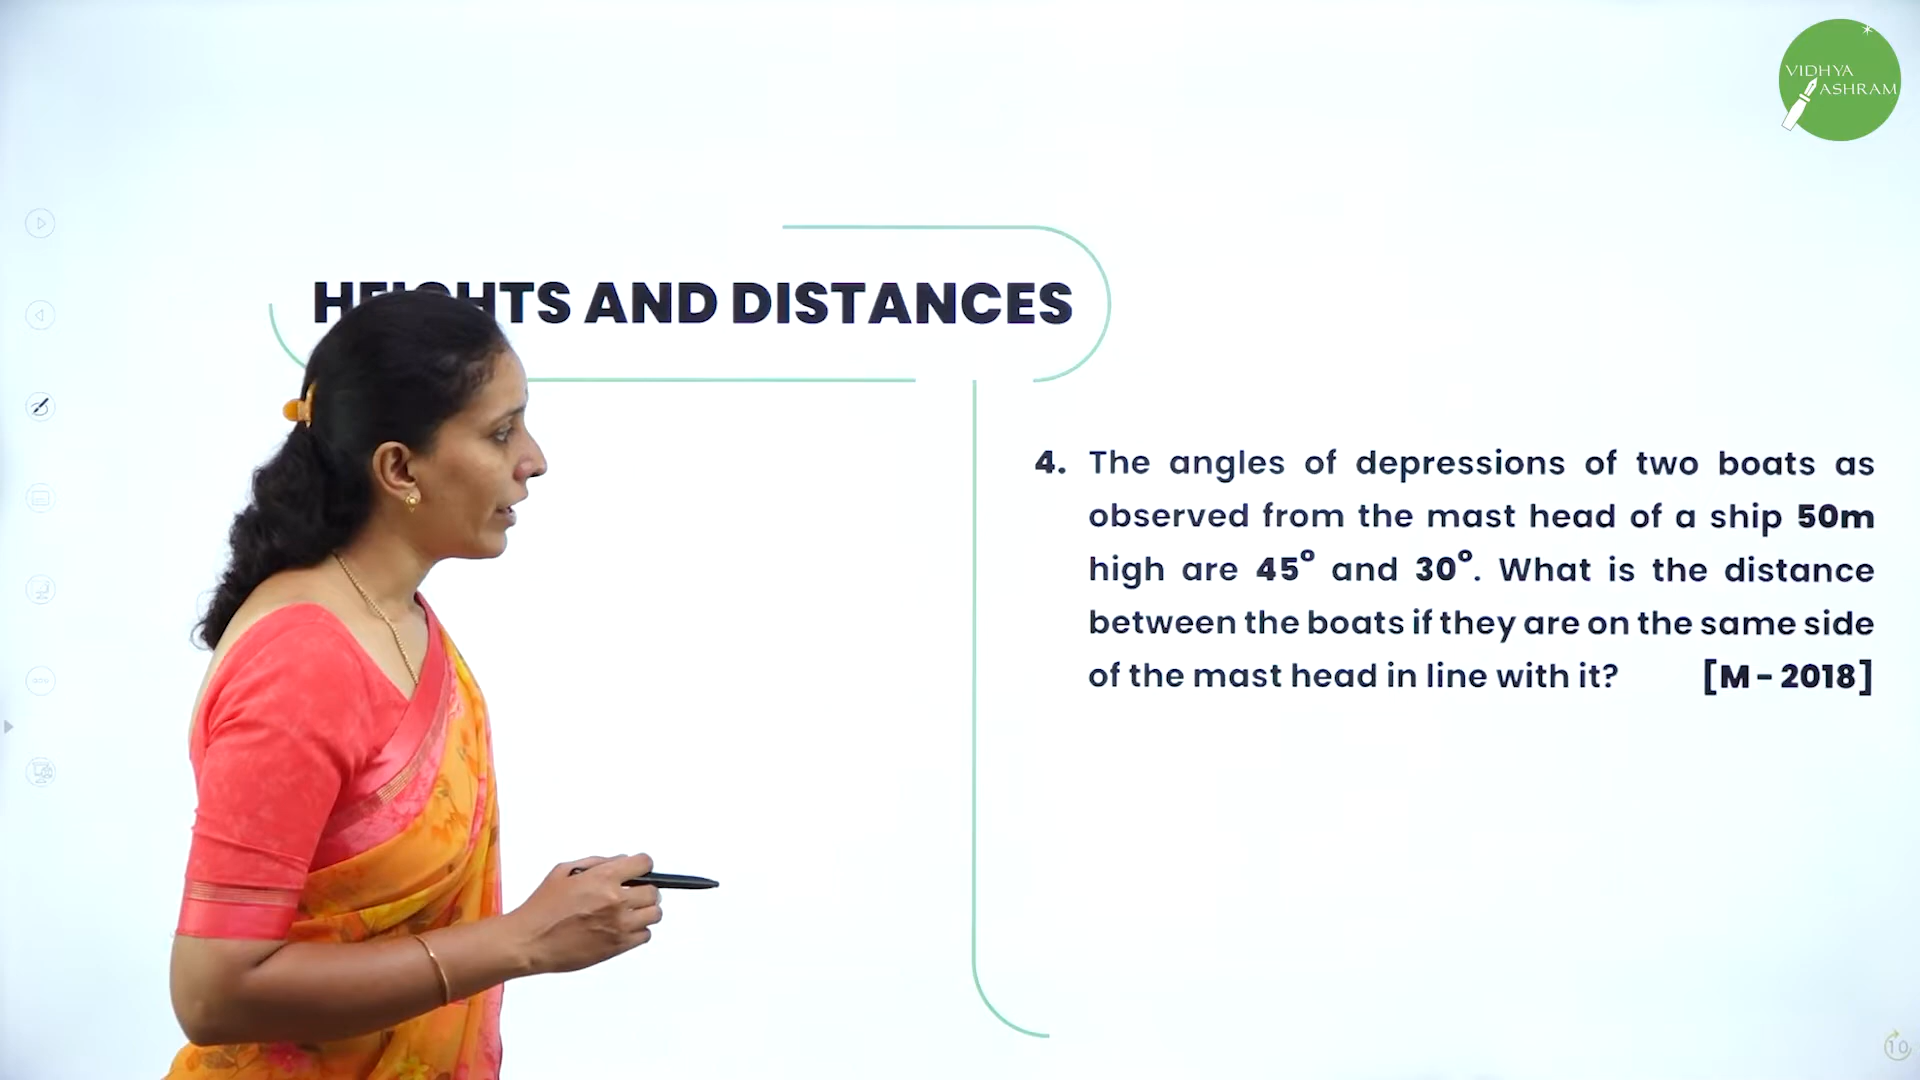 VIDHYA
ASHRAM
HEIGHTS AND DISTANCES
4. The angles of depressions of two boats as
observed from the mast head of a ship 50m
high are 45° and 30°. What is the distance
between the boats if they are on the same side
of the mast head in line with it? [M - 2018]
10